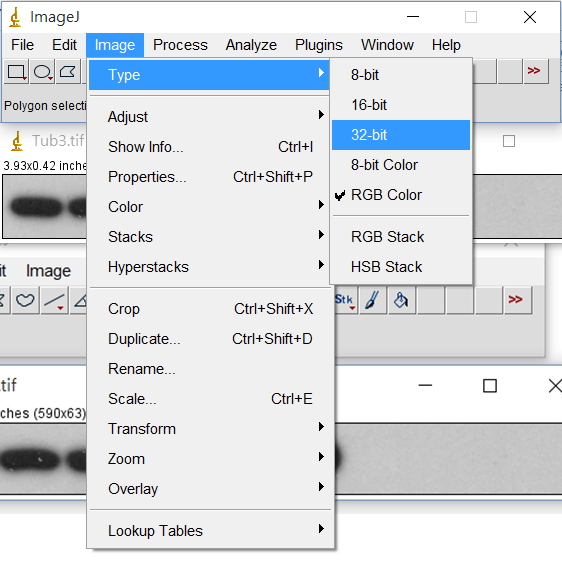 ImageJ
File Edit Image Process Analyze Plugins Window Help
>>
Polygon selecti
Type
Adjust
Show Info... Ctrl+I
Properties... Ctrl+Shift+P
Color
Stacks
Hyperstacks
Crop Ctrl+Shift+X
Duplicate... Ctrl+Shift+D
Rename...
Scale... Ctrl+E
Transform
Zoom
Overlay
Lookup Tables
8-bit
16-bit
32-bit
8-bit Color
RGB Color
RGB Stack
HSB Stack
Tub3.tif
3.93x0.42 inche
it Image
Stk >>
.tif
ches (590x63)